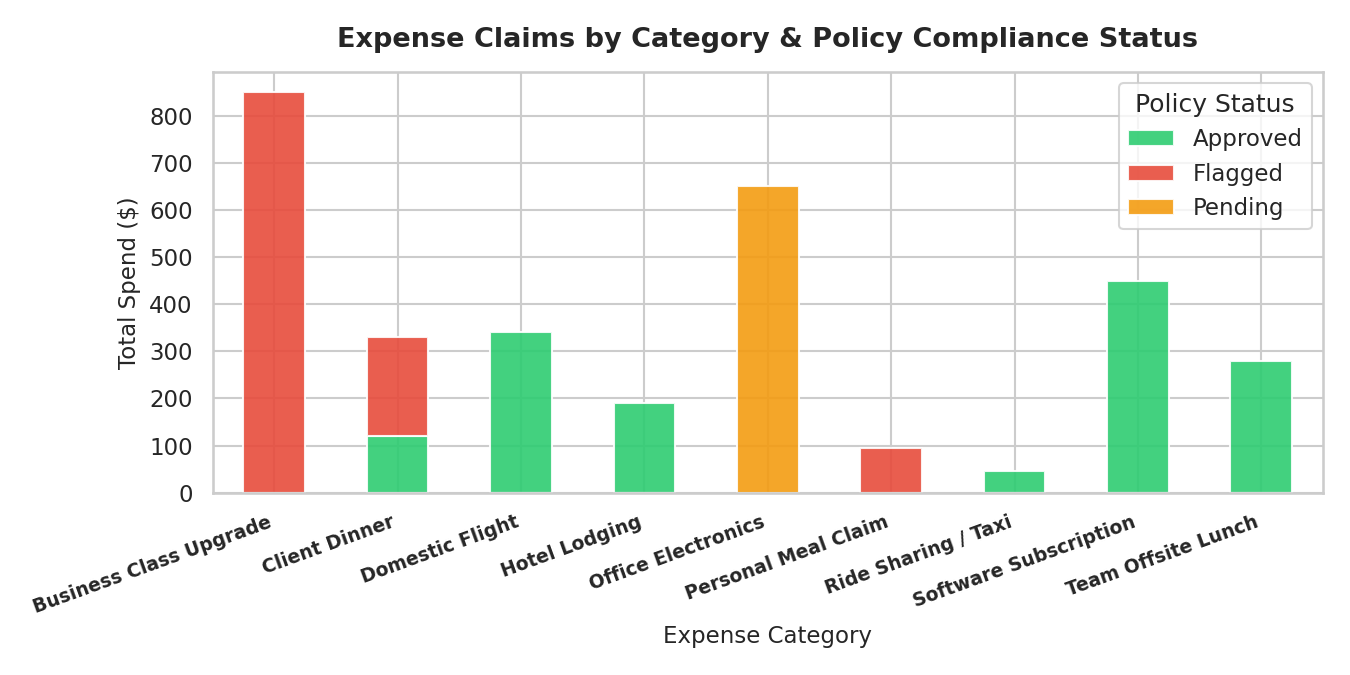 Expense Claims by Category & Policy Compliance Status
Total Spend ($)
800
700
600
500
400
300
200
100
0
Policy Status
Approved
Flagged
Pending
Business Class Upgrade
Client Dinner
Domestic Flight
Hotel Lodging
Office Electronics
Personal Meal Claim
Ride Sharing / Taxi
Software Subscription
Team Offsite Lunch
Expense Category